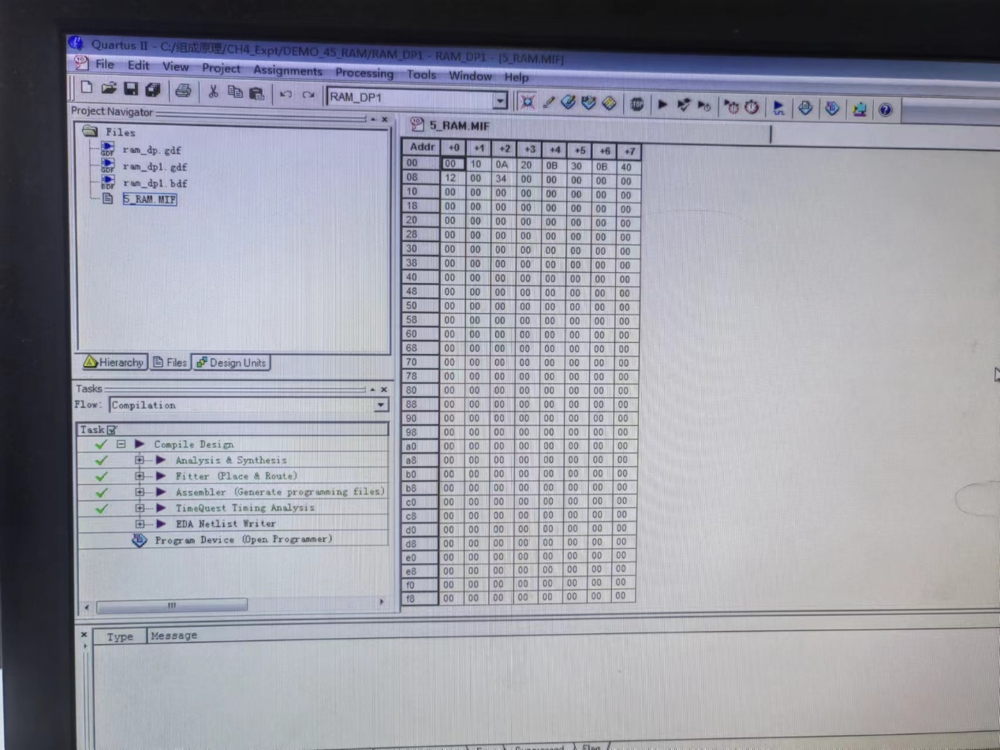 Quartus II - C:/组成原理/CH4_Expt/DEMO_45_RAM/RAM_DP1 - RAM_DP1 - [5_RAM.MIF]
File Edit View Project Assignments Processing Tools Window Help
RAM_DP1
Project Navigator
Files
ram_dp.gdf
ram_dp1.gdf
ram_dp1.bdf
5_RAM.MIF
Hierarchy Files Design Units
Tasks
Flow: Compilation
Task
Compile Design
Analysis & Synthesis
Fitter (Place & Route)
Assembler (Generate programming files)
TimeQuest Timing Analysis
EDA Netlist Writer
Program Device (Open Programmer)
5_RAM.MIF
Addr +0 +1 +2 +3 +4 +5 +6 +7
00 00 10 0A 20 0B 30 0B 40
08 12 00 34 00 00 00 00 00
10 00 00 00 00 00 00 00 00
18 00 00 00 00 00 00 00 00
20 00 00 00 00 00 00 00 00
28 00 00 00 00 00 00 00 00
30 00 00 00 00 00 00 00 00
38 00 00 00 00 00 00 00 00
40 00 00 00 00 00 00 00 00
48 00 00 00 00 00 00 00 00
50 00 00 00 00 00 00 00 00
58 00 00 00 00 00 00 00 00
60 00 00 00 00 00 00 00 00
68 00 00 00 00 00 00 00 00
70 00 00 00 00 00 00 00 00
78 00 00 00 00 00 00 00 00
80 00 00 00 00 00 00 00 00
88 00 00 00 00 00 00 00 00
90 00 00 00 00 00 00 00 00
98 00 00 00 00 00 00 00 00
a0 00 00 00 00 00 00 00 00
a8 00 00 00 00 00 00 00 00
b0 00 00 00 00 00 00 00 00
b8 00 00 00 00 00 00 00 00
c0 00 00 00 00 00 00 00 00
c8 00 00 00 00 00 00 00 00
d0 00 00 00 00 00 00 00 00
d8 00 00 00 00 00 00 00 00
e0 00 00 00 00 00 00 00 00
e8 00 00 00 00 00 00 00 00
f0 00 00 00 00 00 00 00 00
f8 00 00 00 00 00 00 00 00
Type Message